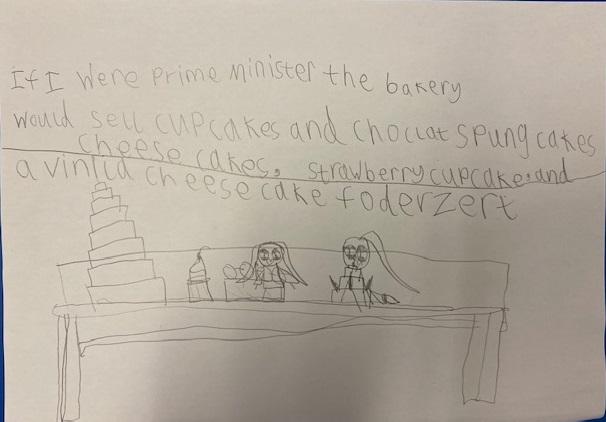 If I were prime minister the bakery
would sell cupcakes and choclat spung cakes
cheese cakes, strawberry cupcake and
a vinlla cheese cake foderzert